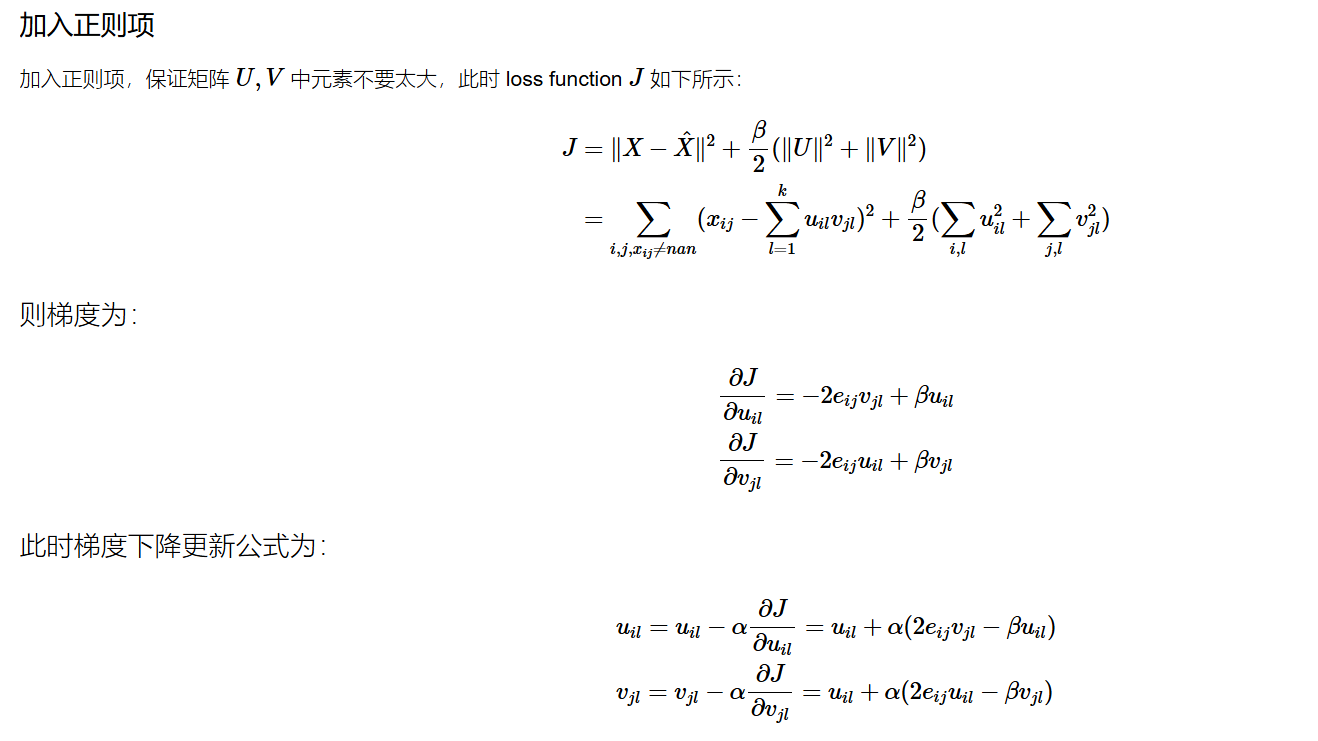 加入正则项
加入正则项，保证矩阵 $U, V$ 中元素不要太大，此时 loss function $J$ 如下所示：
$J = \|X - \hat{X}\|^2 + \frac{\beta}{2}(\|U\|^2 + \|V\|^2)$
$= \sum_{i,j,x_{ij} \neq nan} (x_{ij} - \sum_{l=1}^{k} u_{il} v_{jl})^2 + \frac{\beta}{2}(\sum_{i,l} u_{il}^2 + \sum_{j,l} v_{jl}^2)$
则梯度为：
$\frac{\partial J}{\partial u_{il}} = -2e_{ij}v_{jl} + \beta u_{il}$
$\frac{\partial J}{\partial v_{jl}} = -2e_{ij}u_{il} + \beta v_{jl}$
此时梯度下降更新公式为：
$u_{il} = u_{il} - \alpha \frac{\partial J}{\partial u_{il}} = u_{il} + \alpha(2e_{ij}v_{jl} - \beta u_{il})$
$v_{jl} = v_{jl} - \alpha \frac{\partial J}{\partial v_{jl}} = u_{il} + \alpha(2e_{ij}u_{il} - \beta v_{jl})$